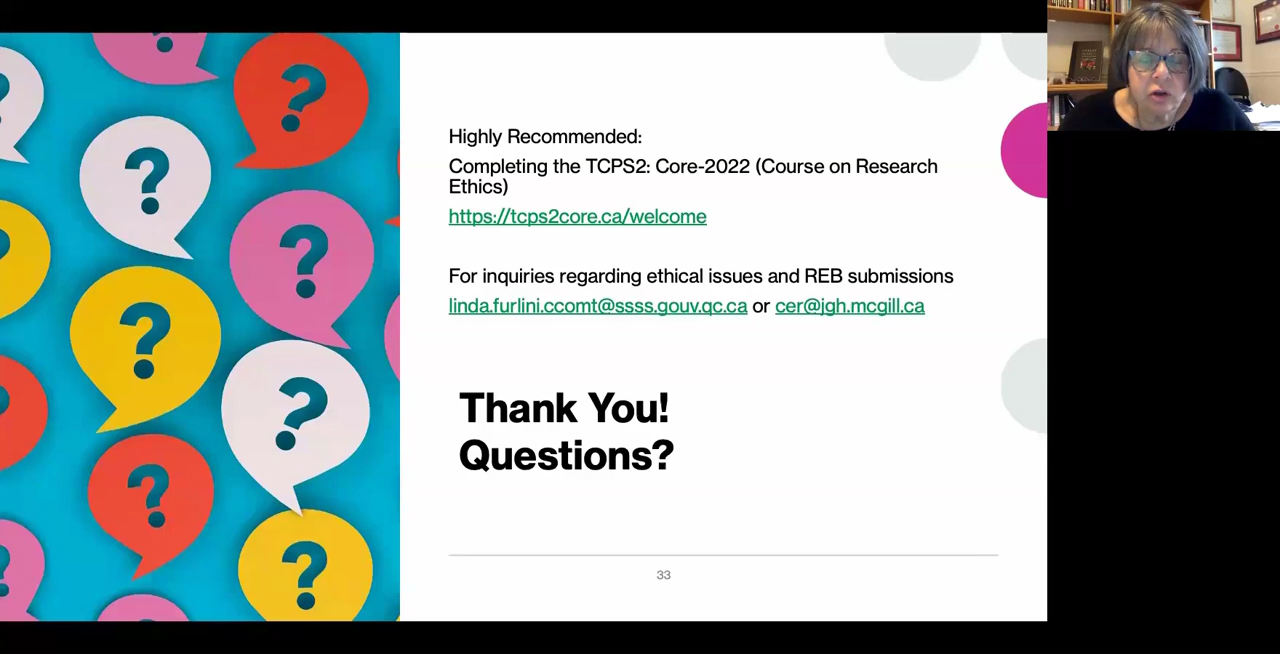 Highly Recommended:
Completing the TCPS2: Core-2022 (Course on Research
Ethics)
https://tcps2core.ca/welcome
For inquiries regarding ethical issues and REB submissions
linda.furlini.ccomt@ssss.gouv.qc.ca or cer@jgh.mcgill.ca
Thank You!
Questions?
33
?
?
?
?
?
?
?
?